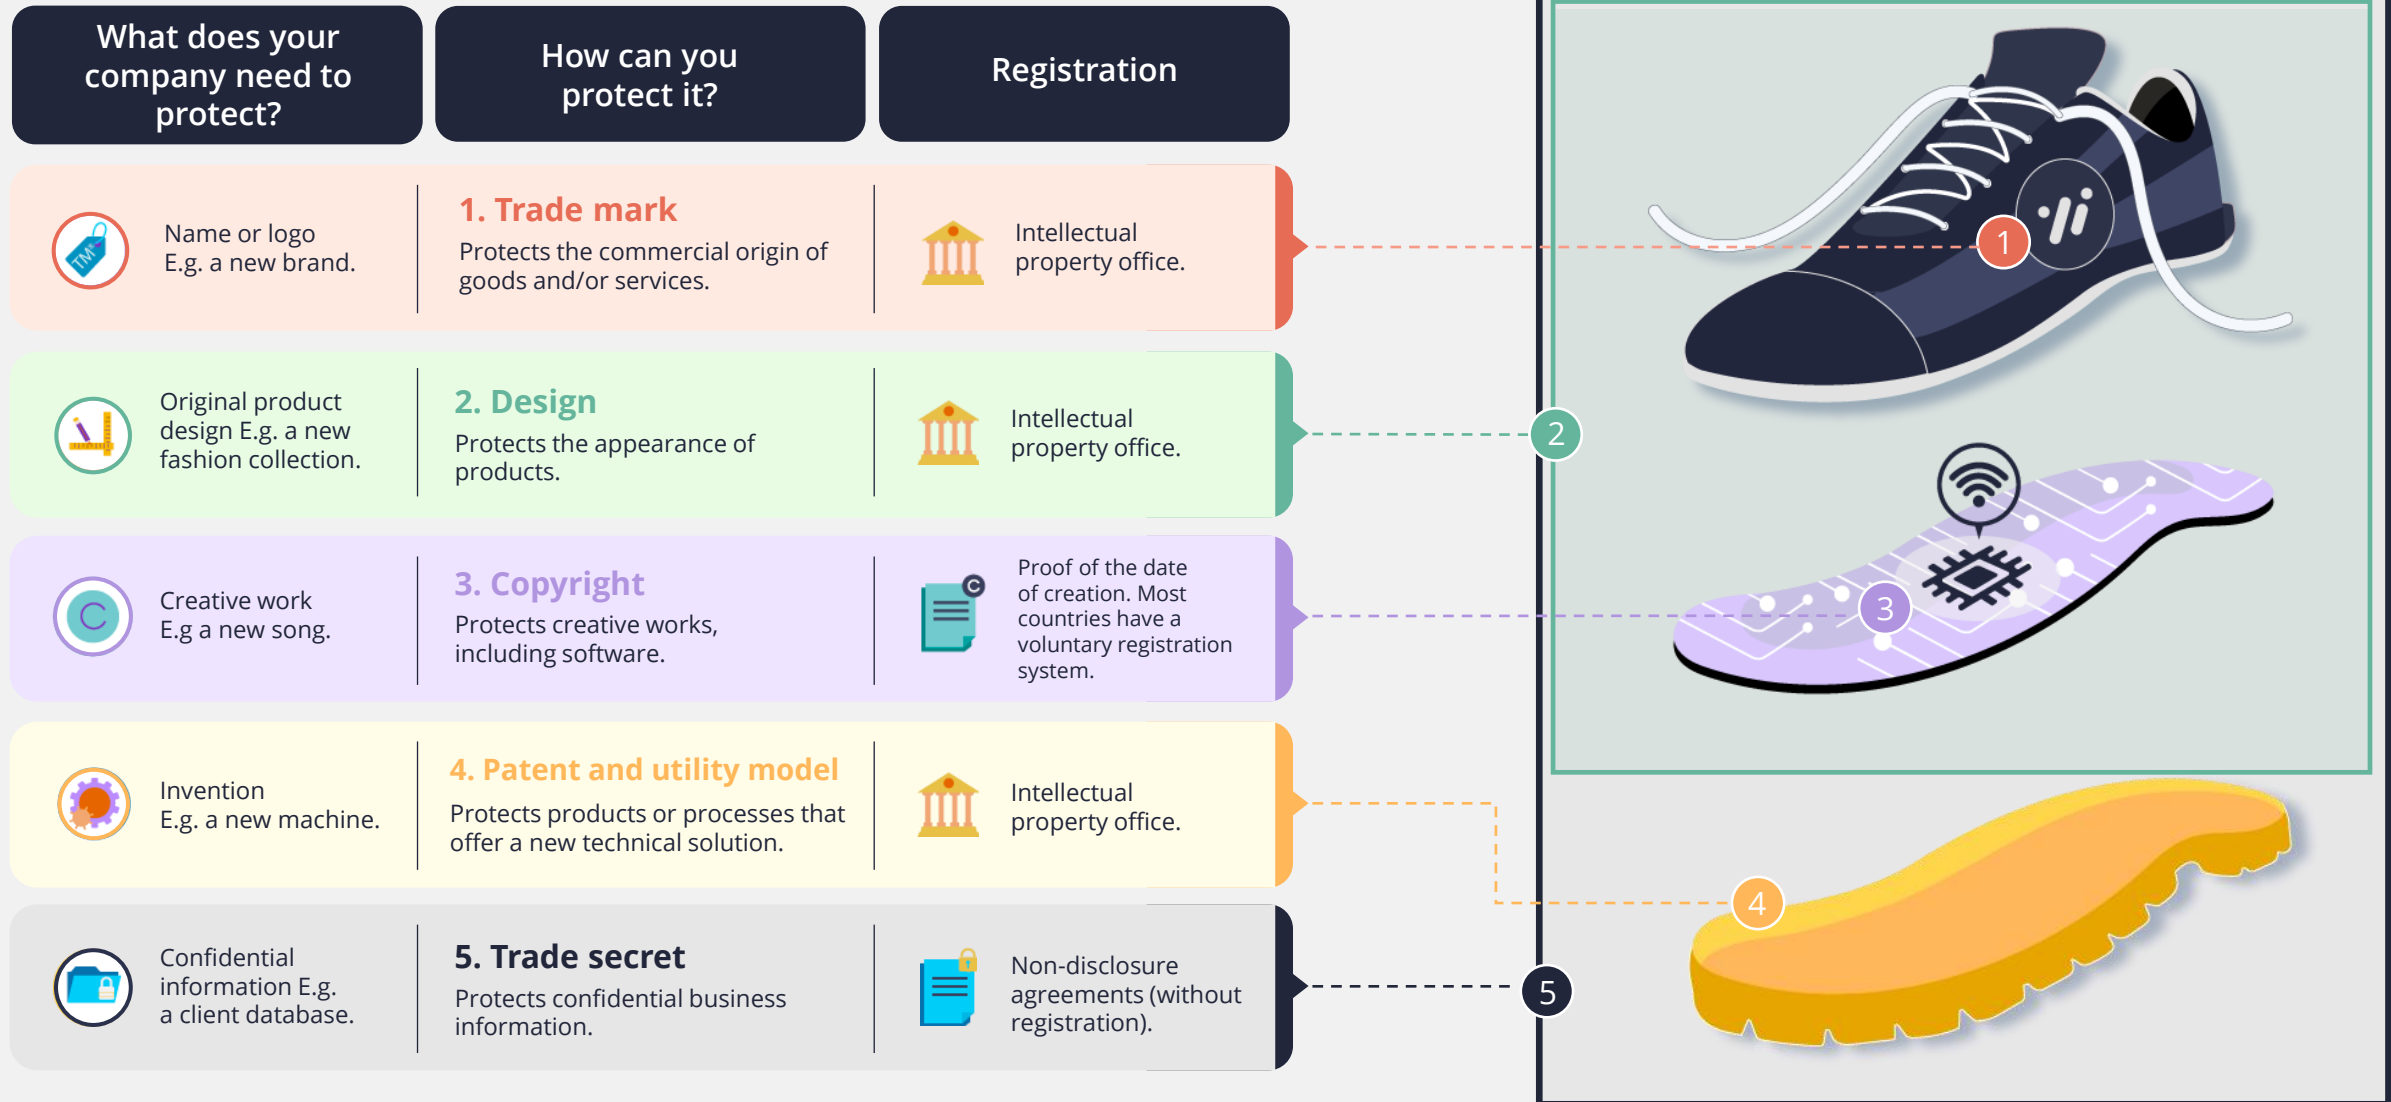 What does your
company need to
protect?
How can you
protect it?
Registration
TM
Name or logo
E.g. a new brand.
1. Trade mark
Protects the commercial origin of
goods and/or services.
Intellectual
property office.
1
Original product
design E.g. a new
fashion collection.
2. Design
Protects the appearance of
products.
Intellectual
property office.
2
C
Creative work
E.g a new song.
3. Copyright
Protects creative works,
including software.
C
Proof of the date
of creation. Most
countries have a
voluntary registration
system.
3
Invention
E.g. a new machine.
4. Patent and utility model
Protects products or processes that
offer a new technical solution.
Intellectual
property office.
4
Confidential
information E.g.
a client database.
5. Trade secret
Protects confidential business
information.
Non-disclosure
agreements (without
registration).
5